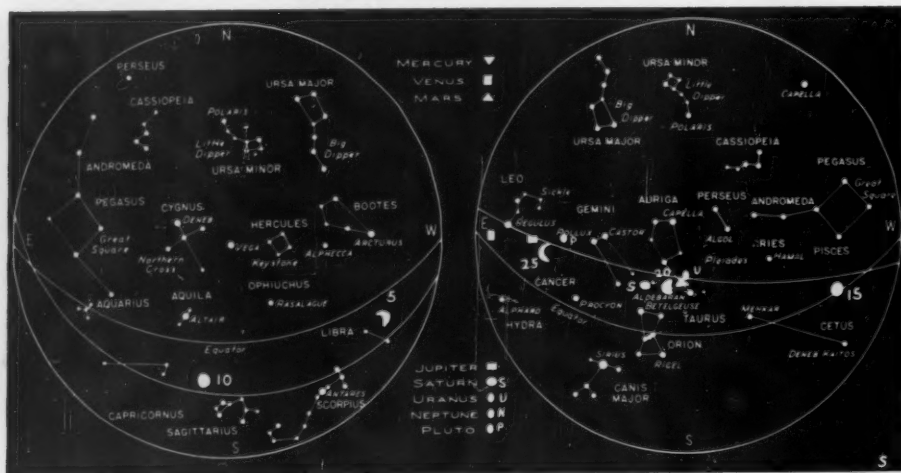 N
PERSEUS
URSA MAJOR
CASSIOPEIA
POLARIS
Little
Dipper
Big
Dipper
URSA MINOR
ANDROMEDA
PEGASUS
CYGNUS
DENEB
BOOTES
HERCULES
ARCTURUS
E
W
Great
Square
Northern
Cross
VEGA
Keystone
ALPHECCA
OPHIUCHUS
AQUARIUS
AQUILA
RASALAGUE
5
ALTAIR
LIBRA
Equator
10
ANTARES
CAPRICORNUS
SCORPIUS
SAGITTARIUS
S
MERCURY
VENUS
MARS
JUPITER
SATURN S
URANUS U
NEPTUNE N
PLUTO P
N
URSA MINOR
Little
Dipper
CAPELLA
Big
Dipper
POLARIS
URSA MAJOR
CASSIOPEIA
PEGASUS
LEO
Sickle
Great
Square
GEMINI
AURIGA
PERSEUS
ANDROMEDA
CAPELLA
REGULUS
E
W
POLLUX
P
CASTOR
ALGOL
ARIES
PISCES
25
Pleiades
HAMAL
20
U
CANCER
S
15
ALDEBARAN
PROCYON
BETELGEUSE
ALPHARD
Equator
TAURUS
MENKAR
HYDRA
CETUS
ORION
SIRIUS
RIGEL
DENEB KAITOS
CANIS
MAJOR
S
S